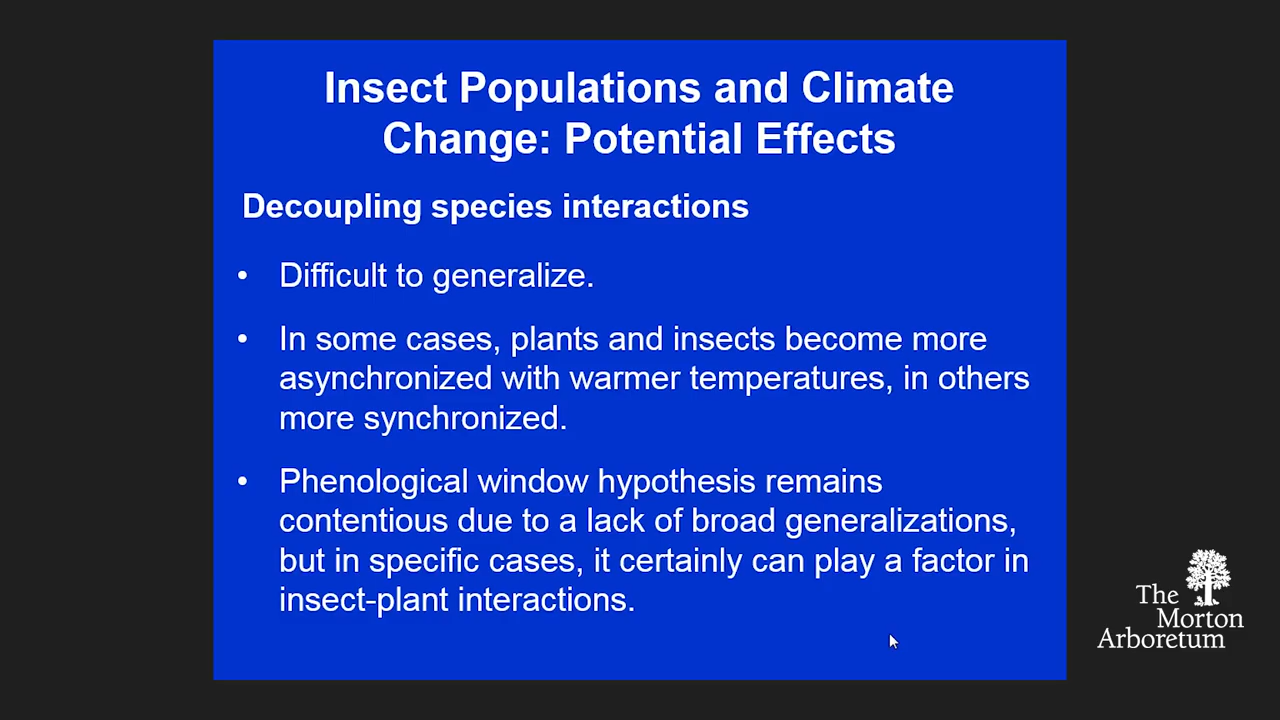 Insect Populations and Climate
Change: Potential Effects
Decoupling species interactions
• Difficult to generalize.
• In some cases, plants and insects become more
asynchronized with warmer temperatures, in others
more synchronized.
• Phenological window hypothesis remains
contentious due to a lack of broad generalizations,
but in specific cases, it certainly can play a factor in
insect-plant interactions.
The
Morton
Arboretum